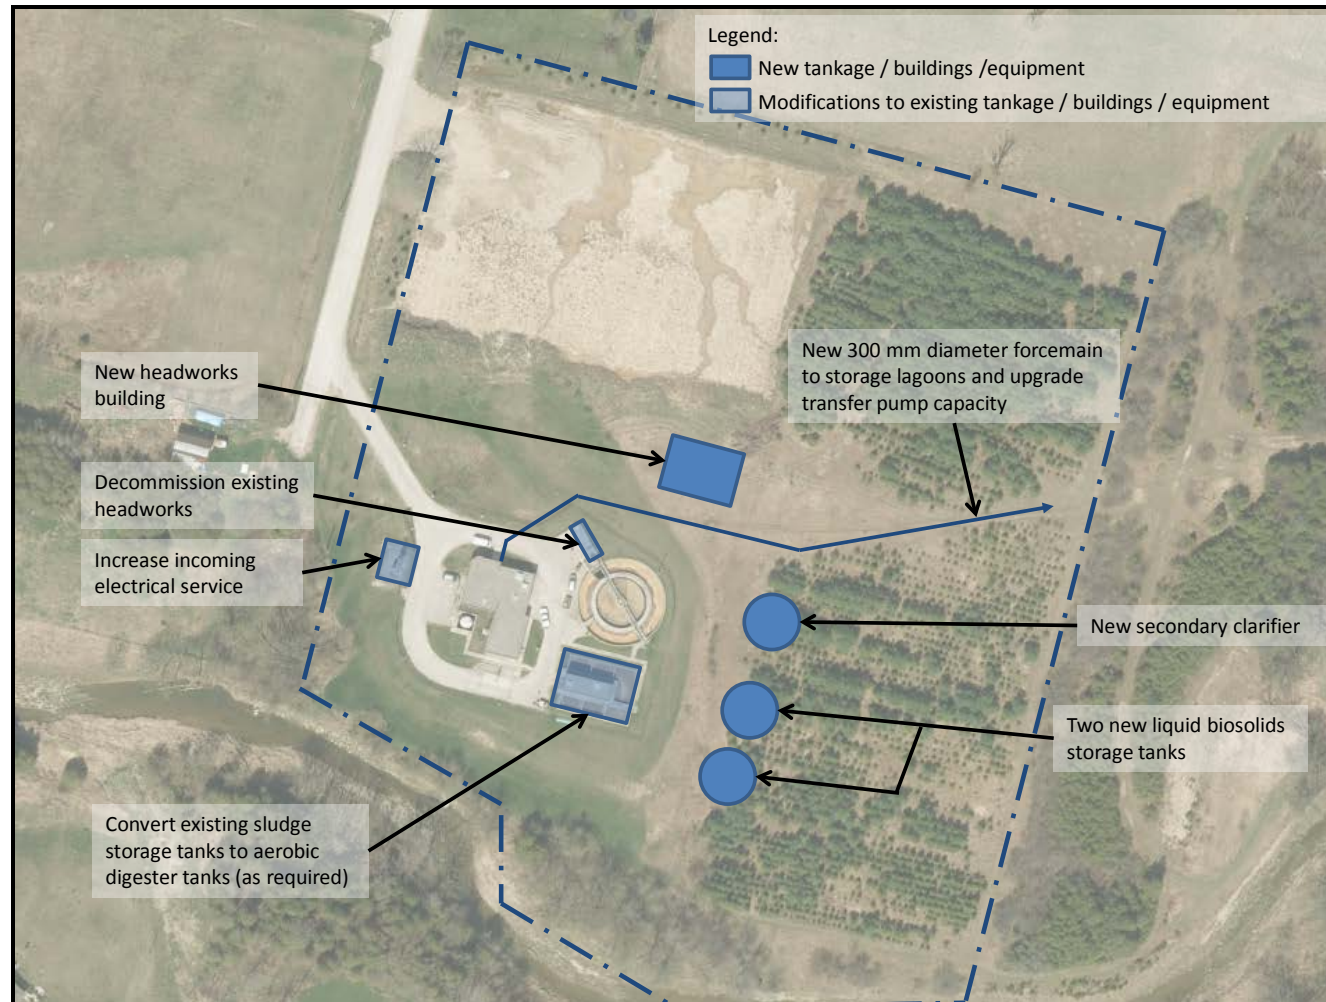 Legend:
New tankage / buildings /equipment
Modifications to existing tankage / buildings / equipment
New headworks
building
New 300 mm diameter forcemain
to storage lagoons and upgrade
transfer pump capacity
Decommission existing
headworks
Increase incoming
electrical service
New secondary clarifier
Two new liquid biosolids
storage tanks
Convert existing sludge
storage tanks to aerobic
digester tanks (as required)